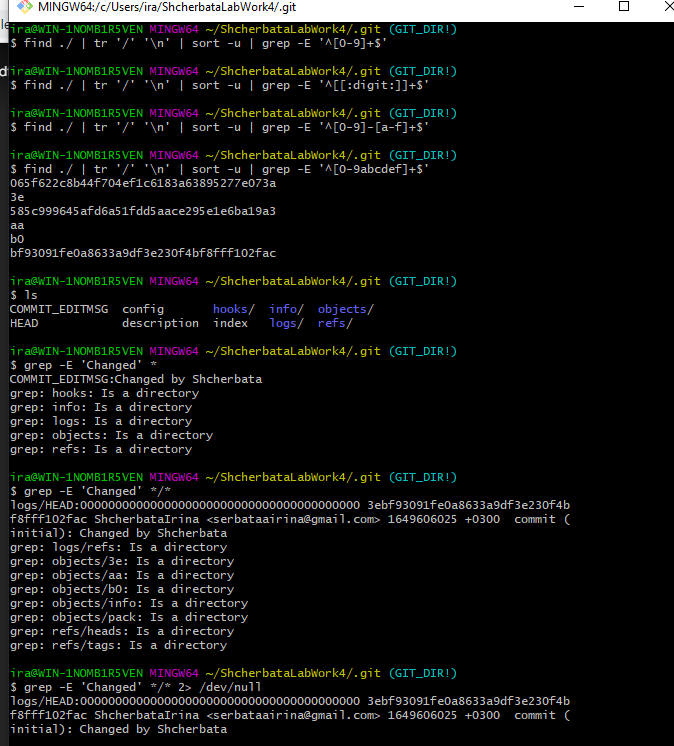 MINGW64:/c/Users/ira/ShcherbataLabWork4/.git
ira@WIN-1NOMB1R5VEN MINGW64 ~/ShcherbataLabWork4/.git (GIT_DIR!)
$ find ./ | tr '/' '\n' | sort -u | grep -E '^[0-9]+$'
ira@WIN-1NOMB1R5VEN MINGW64 ~/ShcherbataLabWork4/.git (GIT_DIR!)
$ find ./ | tr '/' '\n' | sort -u | grep -E '^[[:digit:]]+$'
ira@WIN-1NOMB1R5VEN MINGW64 ~/ShcherbataLabWork4/.git (GIT_DIR!)
$ find ./ | tr '/' '\n' | sort -u | grep -E '^[0-9]-[a-f]+$'
ira@WIN-1NOMB1R5VEN MINGW64 ~/ShcherbataLabWork4/.git (GIT_DIR!)
$ find ./ | tr '/' '\n' | sort -u | grep -E '^[0-9abcdef]+$'
065f622c8b44f704ef1c6183a63895277e073a
3e
585c999645afd6a51fdd5aace295e1e6ba19a3
aa
b0
bf93091fe0a8633a9df3e230f4bf8fff102fac
ira@WIN-1NOMB1R5VEN MINGW64 ~/ShcherbataLabWork4/.git (GIT_DIR!)
$ ls
COMMIT_EDITMSG  config       hooks/  info/  objects/
HEAD            description  index   logs/  refs/
ira@WIN-1NOMB1R5VEN MINGW64 ~/ShcherbataLabWork4/.git (GIT_DIR!)
$ grep -E 'Changed' *
COMMIT_EDITMSG:Changed by Shcherbata
grep: hooks: Is a directory
grep: info: Is a directory
grep: logs: Is a directory
grep: objects: Is a directory
grep: refs: Is a directory
ira@WIN-1NOMB1R5VEN MINGW64 ~/ShcherbataLabWork4/.git (GIT_DIR!)
$ grep -E 'Changed' */*
logs/HEAD:0000000000000000000000000000000000000000 3ebf93091fe0a8633a9df3e230f4b
f8fff102fac ShcherbataIrina <serbataairina@gmail.com> 1649606025 +0300  commit (
initial): Changed by Shcherbata
grep: logs/refs: Is a directory
grep: objects/3e: Is a directory
grep: objects/aa: Is a directory
grep: objects/b0: Is a directory
grep: objects/info: Is a directory
grep: objects/pack: Is a directory
grep: refs/heads: Is a directory
grep: refs/tags: Is a directory
ira@WIN-1NOMB1R5VEN MINGW64 ~/ShcherbataLabWork4/.git (GIT_DIR!)
$ grep -E 'Changed' */* 2> /dev/null
logs/HEAD:0000000000000000000000000000000000000000 3ebf93091fe0a8633a9df3e230f4b
f8fff102fac ShcherbataIrina <serbataairina@gmail.com> 1649606025 +0300  commit (
initial): Changed by Shcherbata